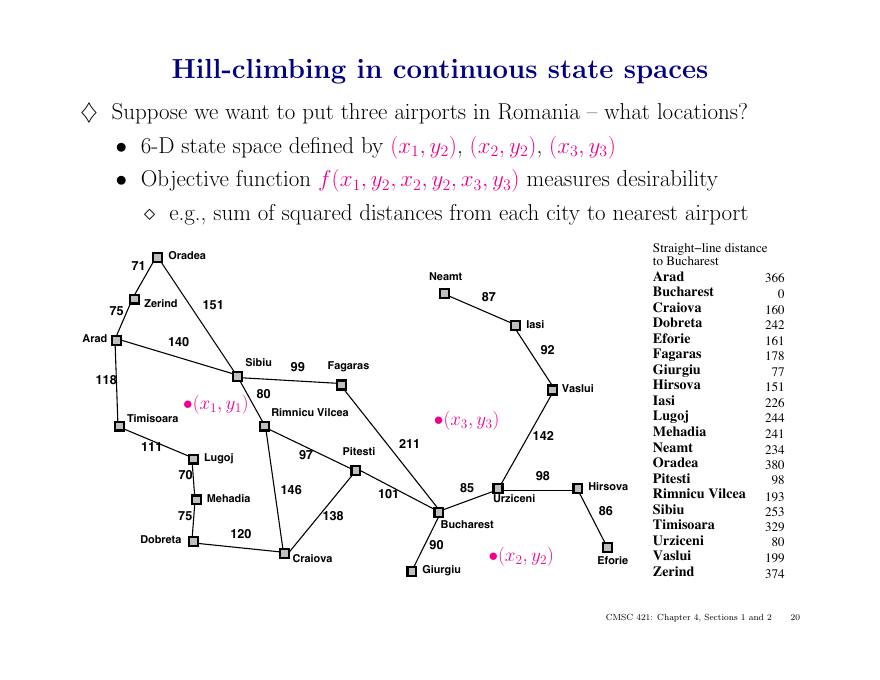 Hill-climbing in continuous state spaces
♢ Suppose we want to put three airports in Romania – what locations?
• 6-D state space defined by (x₁, y₂), (x₂, y₂), (x₃, y₃)
• Objective function f(x₁, y₂, x₂, y₂, x₃, y₃) measures desirability
⋄ e.g., sum of squared distances from each city to nearest airport
Oradea
71
Zerind
151
75
Arad
140
Sibiu
99
Fagaras
118
80
•(x₁, y₁)
Rimnicu Vilcea
Timisoara
111
Lugoj
97
Pitesti
211
70
Mehadia
146
101
75
138
Dobreta
120
Craiova
Neamt
87
Iasi
92
Vaslui
•(x₃, y₃)
142
98
85
Hirsova
Urziceni
86
Bucharest
90
•(x₂, y₂)
Eforie
Giurgiu
Straight–line distance
to Bucharest
Arad 366
Bucharest 0
Craiova 160
Dobreta 242
Eforie 161
Fagaras 178
Giurgiu 77
Hirsova 151
Iasi 226
Lugoj 244
Mehadia 241
Neamt 234
Oradea 380
Pitesti 98
Rimnicu Vilcea 193
Sibiu 253
Timisoara 329
Urziceni 80
Vaslui 199
Zerind 374
CMSC 421: Chapter 4, Sections 1 and 2 20